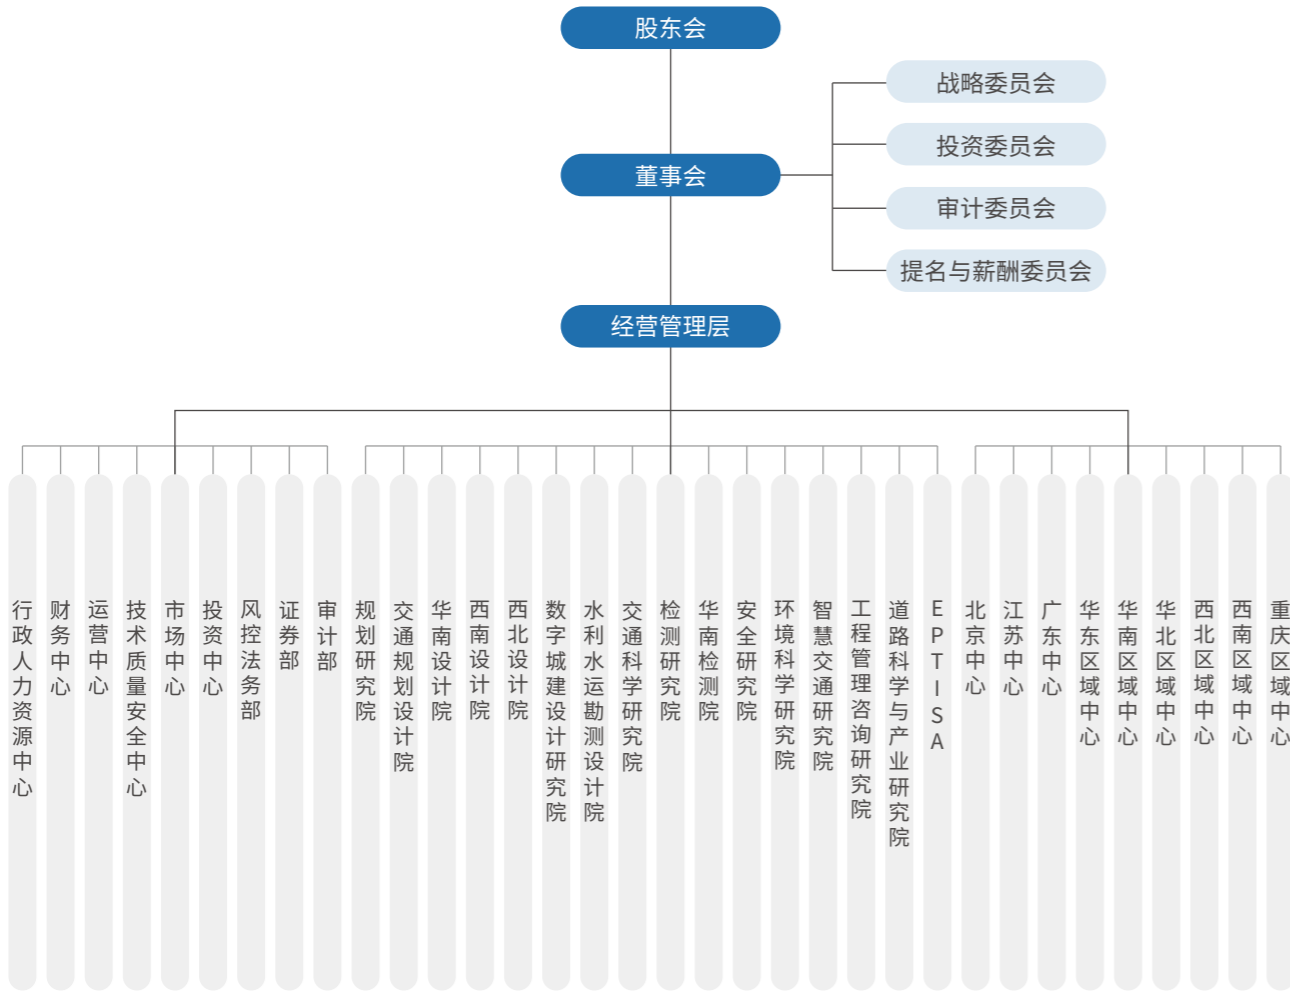 股东会
战略委员会
投资委员会
董事会
审计委员会
提名与薪酬委员会
经营管理层
行政人力资源中心
财务中心
运营中心
技术质量安全中心
市场中心
投资中心
风控法务部
证券部
审计部
规划研究院
交通规划设计院
华南设计院
西南设计院
西北设计院
数字城建设计研究院
水利水运勘测设计院
交通科学研究院
检测研究院
华南检测院
安全研究院
环境科学研究院
智慧交通研究院
工程管理咨询研究院
道路科学与产业研究院
EPTISA
北京中心
江苏中心
广东中心
华东区域中心
华南区域中心
华北区域中心
西北区域中心
西南区域中心
重庆区域中心